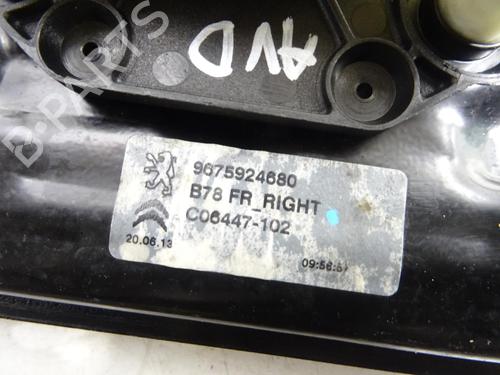 AVD
9675924680
B78 FR_RIGHT
C06447-102
20.06.13
09:56:57
B-PARTS